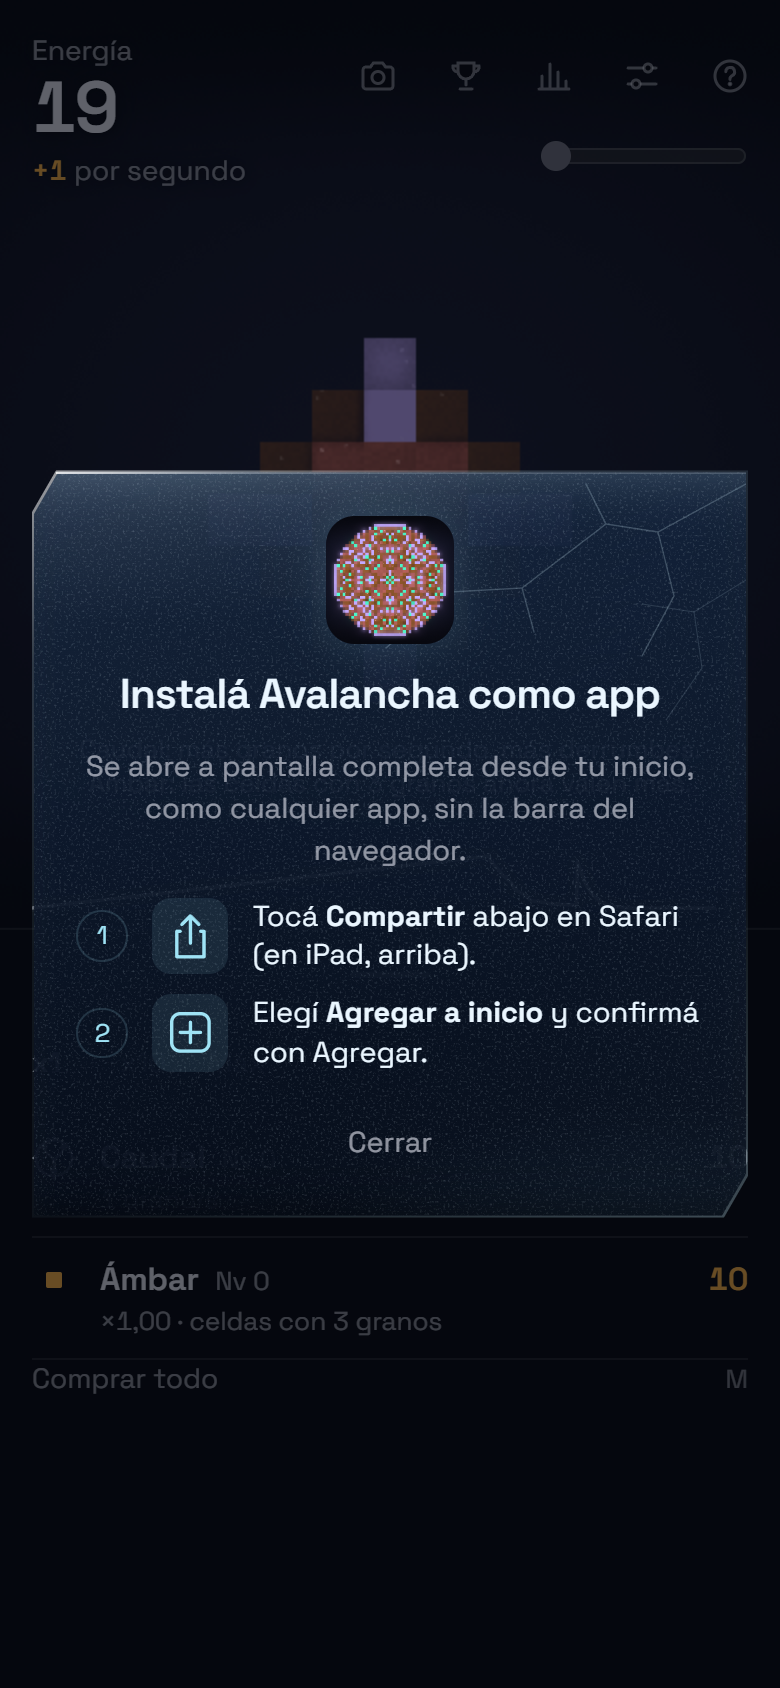 Energía
19
+1 por segundo
Instalá Avalancha como app
Se abre a pantalla completa desde tu inicio,
como cualquier app, sin la barra del
navegador.
1
Tocá Compartir abajo en Safari
(en iPad, arriba).
2
Elegí Agregar a inicio y confirmá
con Agregar.
Caudal
10
Cerrar
Ámbar Nv 0
10
×1,00 · celdas con 3 granos
Comprar todo
M